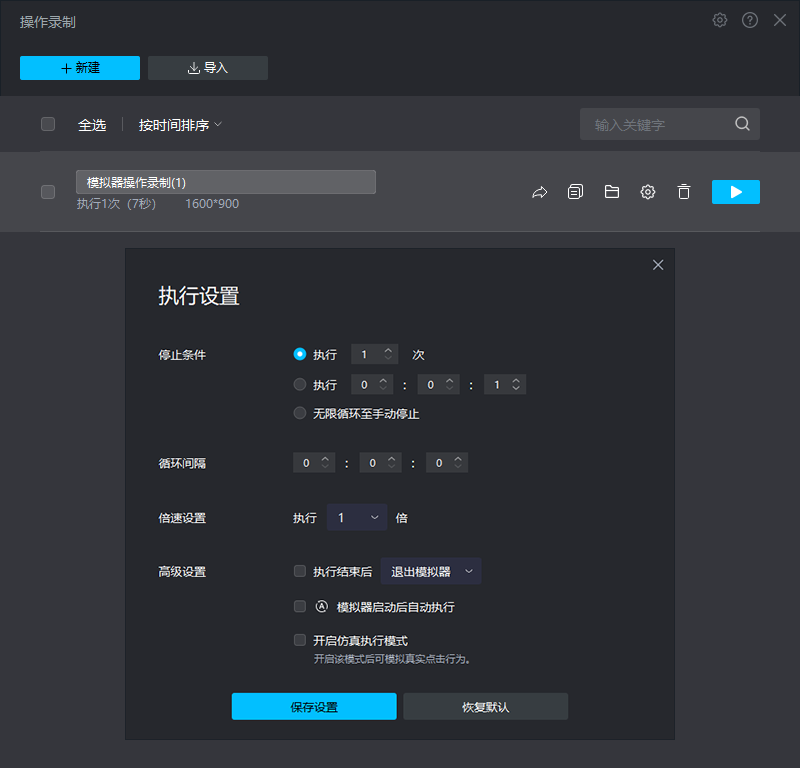 操作录制
+ 新建 导入
全选 按时间排序 输入关键字
模拟器操作录制(1)
执行1次（7秒） 1600*900
执行设置
停止条件 执行 1 次
执行 0 : 0 : 1
无限循环至手动停止
循环间隔 0 : 0 : 0
倍速设置 执行 1 倍
高级设置 执行结束后 退出模拟器
A 模拟器启动后自动执行
开启仿真执行模式
开启该模式后可模拟真实点击行为。
保存设置 恢复默认